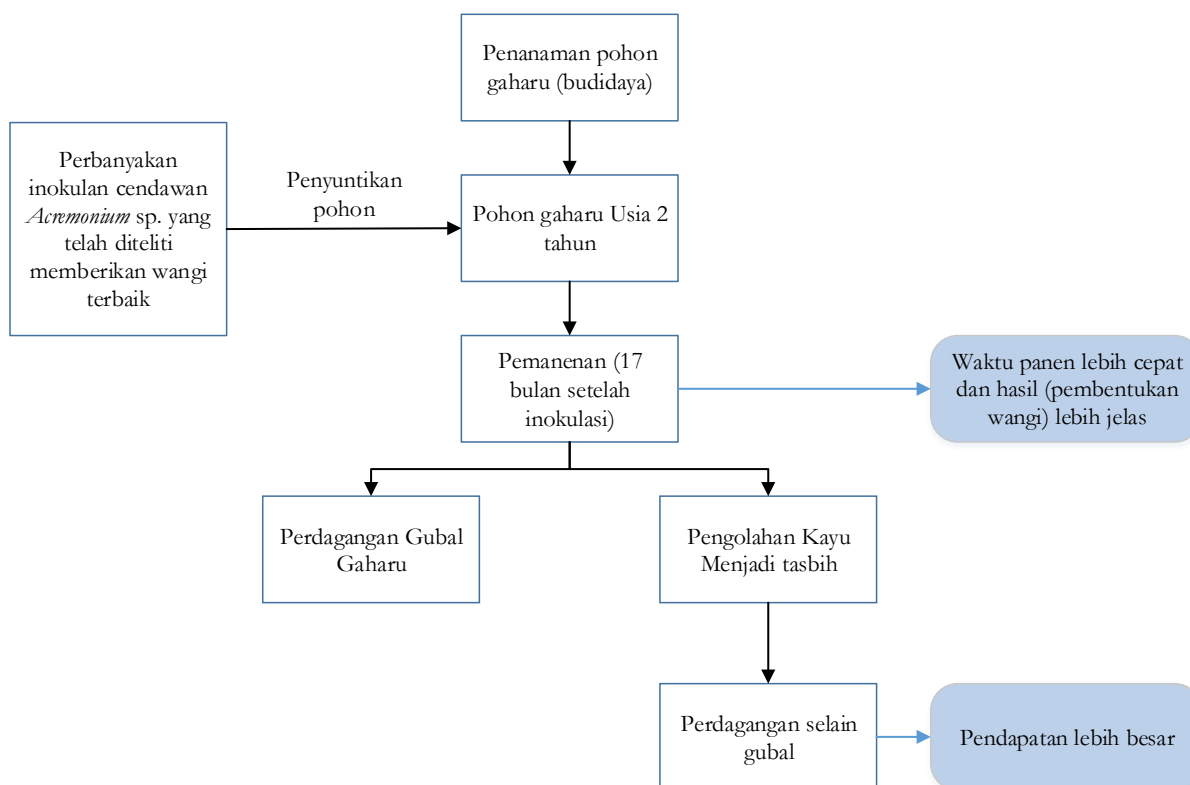 Penanaman pohon
gaharu (budidaya)
Perbanyakan
inokulan cendawan
Acremonium sp. yang
telah diteliti
memberikan wangi
terbaik
Penyuntikan
pohon
Pohon gaharu Usia 2
tahun
Pemanenan (17
bulan setelah
inokulasi)
Waktu panen lebih cepat
dan hasil (pembentukan
wangi) lebih jelas
Perdagangan Gubal
Gaharu
Pengolahan Kayu
Menjadi tasbih
Perdagangan selain
gubal
Pendapatan lebih besar